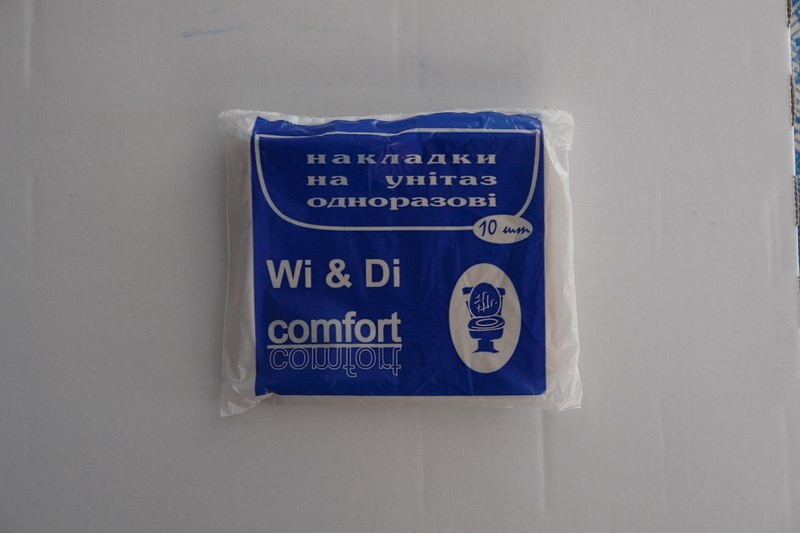 накладки
на унітаз
одноразові
10 шт
Wi & Di
comfort
comfort